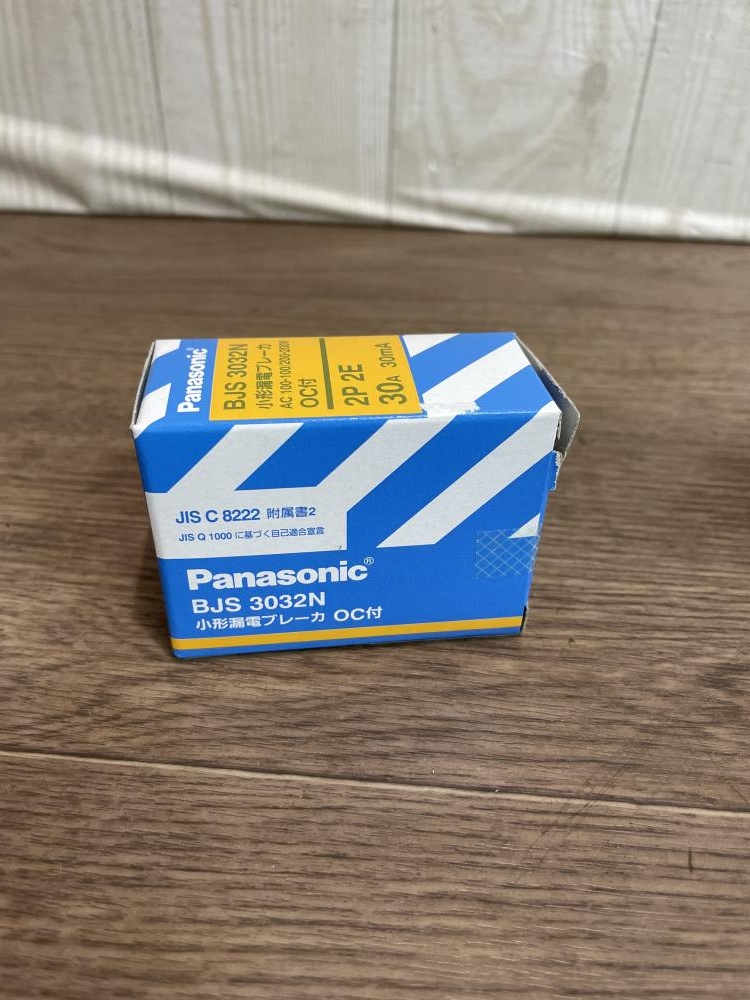 Panasonic
BJS 3032N
小形漏電ブレーカ
AC 100-100/200-200V
OC付
2P 2E
30A 30mA
JIS C 8222 附属書2
JIS Q 1000 に基づく自己適合宣言
Panasonic®
BJS 3032N
小形漏電ブレーカ OC付